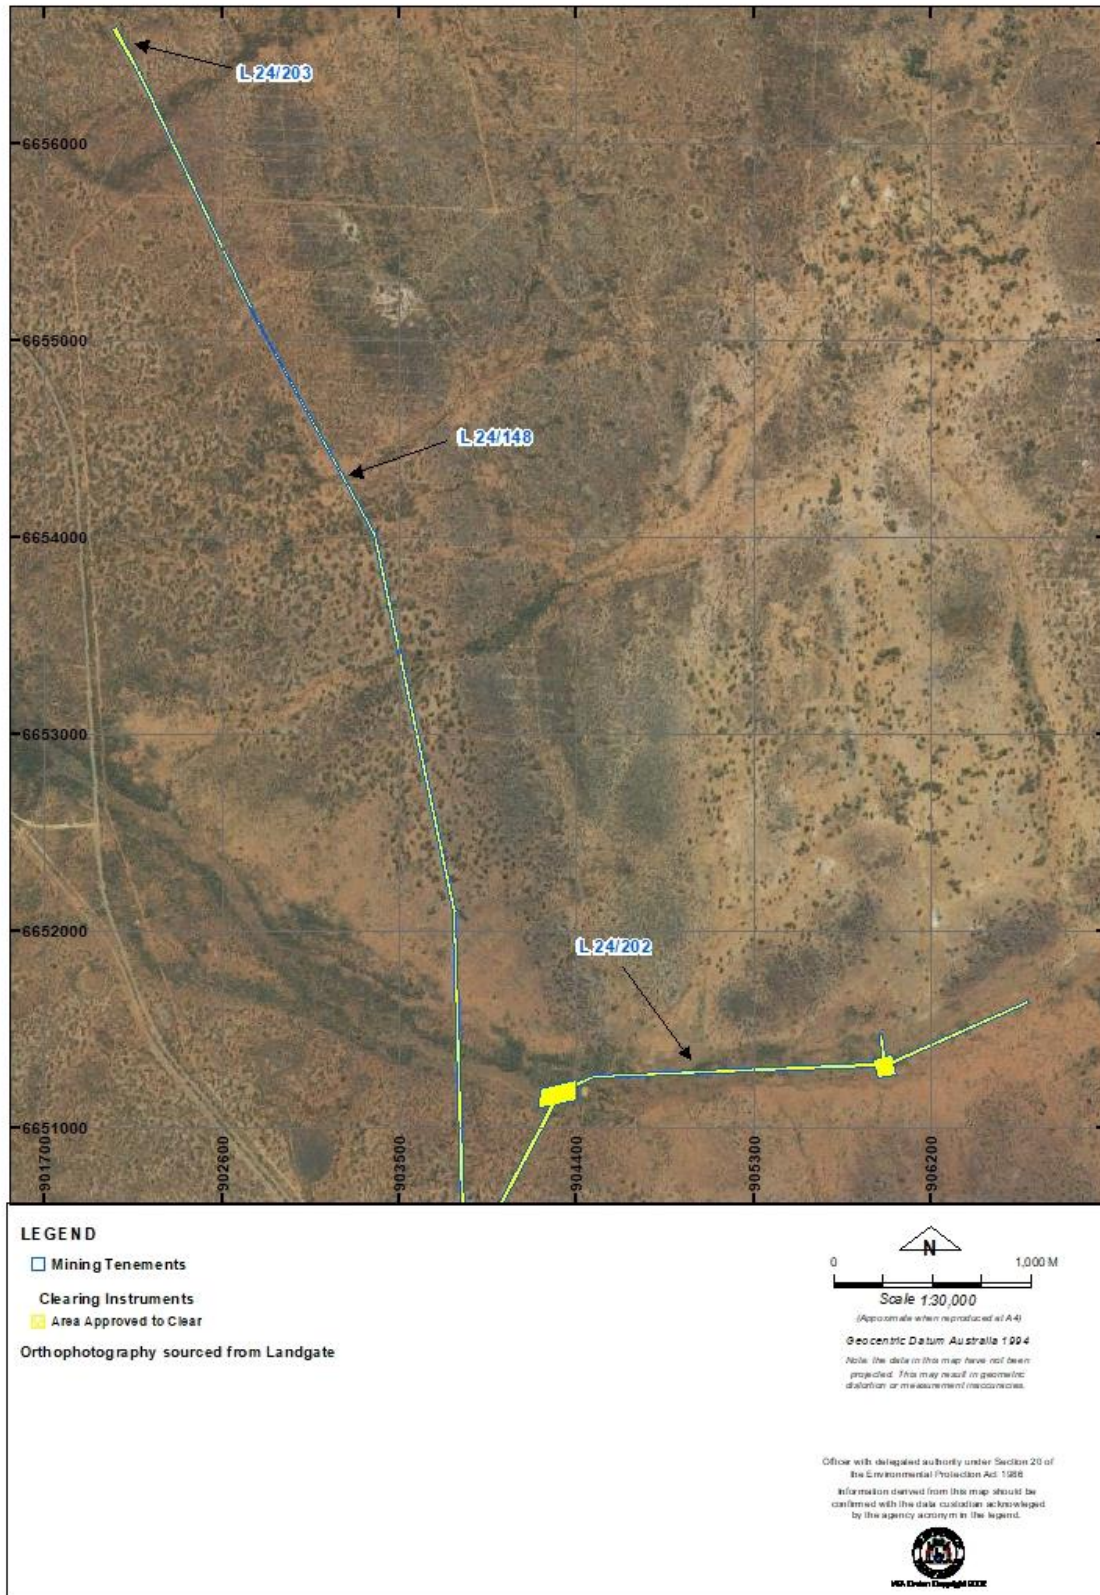 L 24/203
6656000
6655000
L 24/148
6654000
6653000
6652000
L 24/202
6651000
901700
902600
903500
904400
905300
906200
LEGEND
Mining Tenements
Clearing Instruments
Area Approved to Clear
Orthophotography sourced from Landgate
N
0 1,000 M
Scale 1:30,000
(Approximate when reproduced at A4)
Geocentric Datum Australia 1994
Note: the data in this map have not been
projected. This may result in geometric
distortion or measurement inaccuracies.
Officer with delegated authority under Section 20 of
the Environmental Protection Act 1986
Information derived from this map should be
confirmed with the data custodian acknowleged
by the agency acronym in the legend.